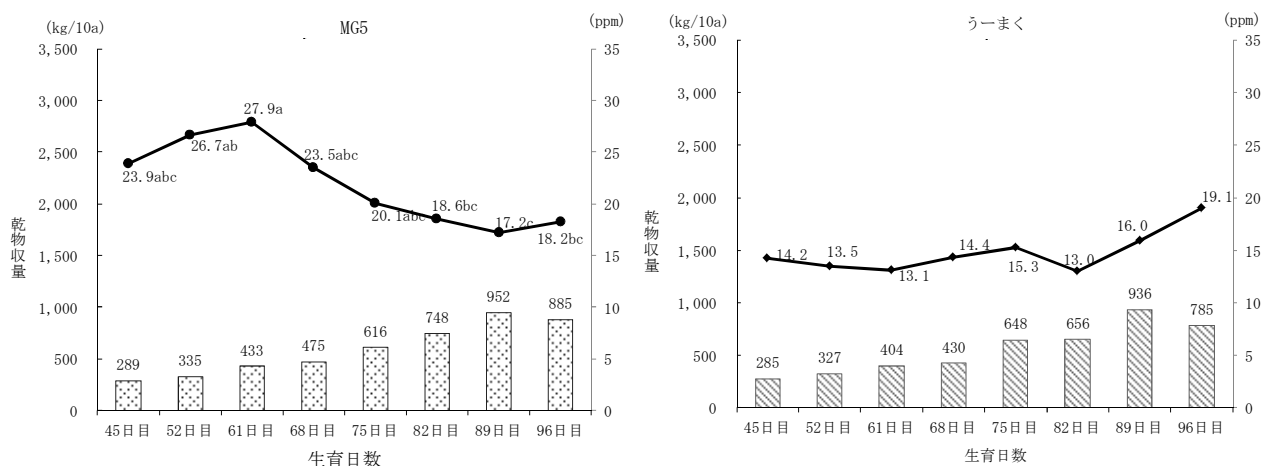 MG5
(kg/10a)
(ppm)
3,500
3,000
2,500
2,000
1,500
1,000
500
0
35
30
25
20
15
10
5
0
乾物収量
23.9abc
26.7ab
27.9a
23.5abc
20.1abc
18.6bc
17.2c
18.2bc
289
335
433
475
616
748
952
885
45日目 52日目 61日目 68日目 75日目 82日目 89日目 96日目
生育日数
うーまく
(kg/10a)
(ppm)
3,500
3,000
2,500
2,000
1,500
1,000
500
0
35
30
25
20
15
10
5
0
乾物収量
14.2
13.5
13.1
14.4
15.3
13.0
16.0
19.1
285
327
404
430
648
656
936
785
45日目 52日目 61日目 68日目 75日目 82日目 89日目 96日目
生育日数